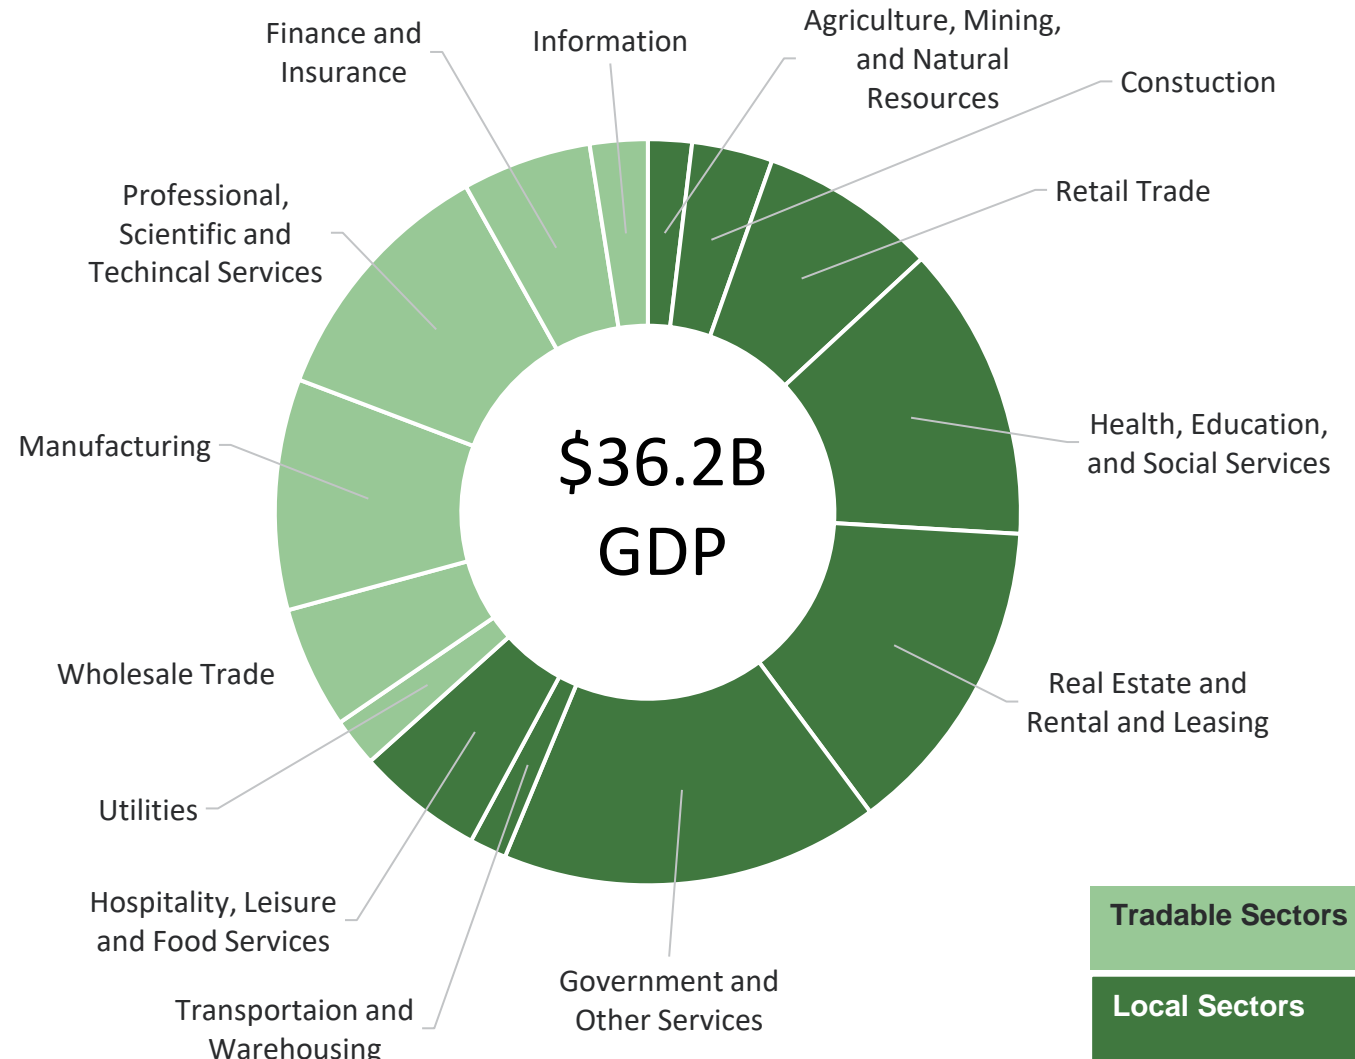 Finance and
Insurance
Information
Agriculture, Mining,
and Natural
Resources
Constuction
Professional,
Scientific and
Techincal Services
Retail Trade
Manufacturing
Health, Education,
and Social Services
$36.2B
GDP
Wholesale Trade
Real Estate and
Rental and Leasing
Utilities
Hospitality, Leisure
and Food Services
Transportaion and
Warehousing
Government and
Other Services
Tradable Sectors
Local Sectors